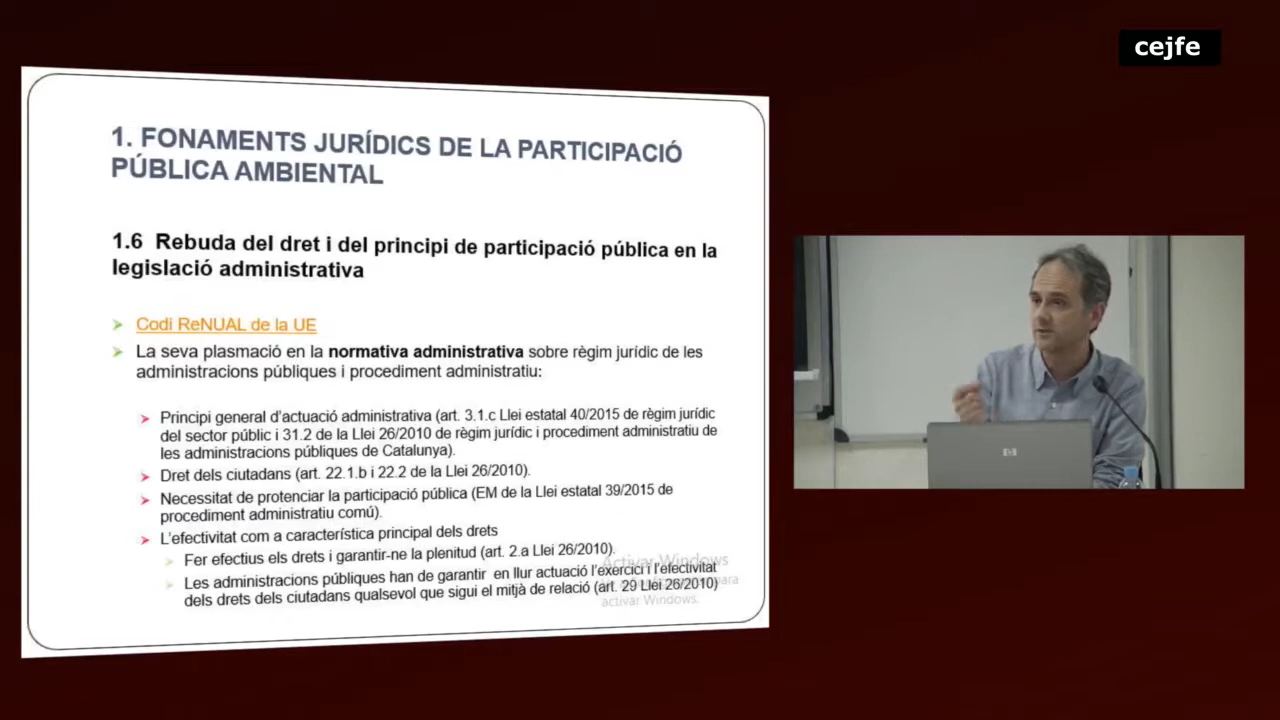 cejfe
1. FONAMENTS JURÍDICS DE LA PARTICIPACIÓ
PÚBLICA AMBIENTAL
1.6 Rebuda del dret i del principi de participació pública en la
legislació administrativa
Codi ReNUAL de la UE
La seva plasmació en la normativa administrativa sobre règim jurídic de les
administracions públiques i procediment administratiu:
Principi general d'actuació administrativa (art. 3.1.c Llei estatal 40/2015 de règim jurídic
del sector públic i 31.2 de la Llei 26/2010 de règim jurídic i procediment administratiu de
les administracions públiques de Catalunya).
Dret dels ciutadans (art. 22.1.b i 22.2 de la Llei 26/2010).
Necessitat de protenciar la participació pública (EM de la Llei estatal 39/2015 de
procediment administratiu comú).
L'efectivitat com a característica principal dels drets
Fer efectius els drets i garantir-ne la plenitud (art. 2.a Llei 26/2010).
Les administracions públiques han de garantir en llur actuació l'exercici i l'efectivitat
dels drets dels ciutadans qualsevol que sigui el mitjà de relació (art. 29 Llei 26/2010)
Activar Windows
para
activar Windows.
hp